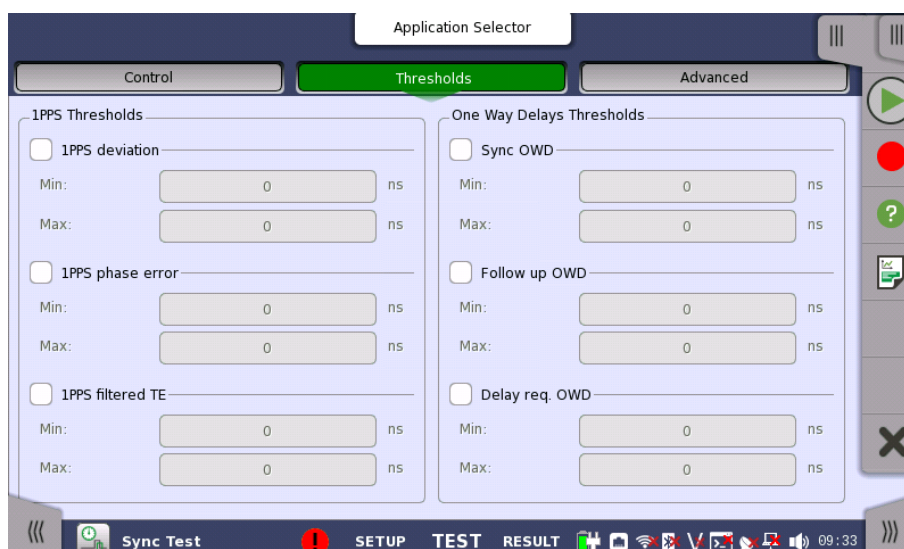 Application Selector
Control
Thresholds
Advanced
1PPS Thresholds
1PPS deviation
Min: 0 ns
Max: 0 ns
1PPS phase error
Min: 0 ns
Max: 0 ns
1PPS filtered TE
Min: 0 ns
Max: 0 ns
One Way Delays Thresholds
Sync OWD
Min: 0 ns
Max: 0 ns
Follow up OWD
Min: 0 ns
Max: 0 ns
Delay req. OWD
Min: 0 ns
Max: 0 ns
Sync Test
SETUP TEST RESULT 09:33